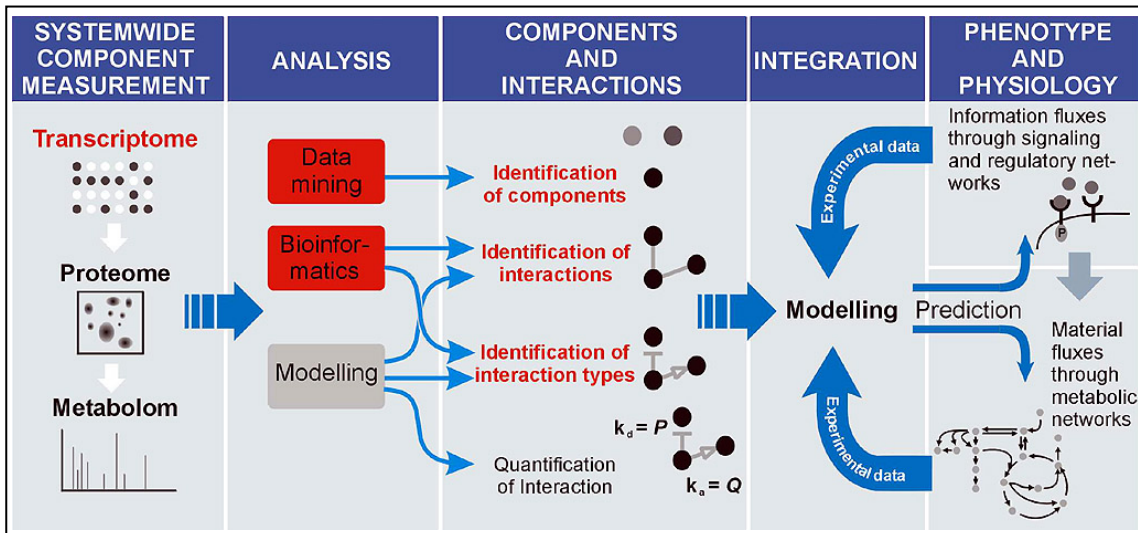 SYSTEMWIDE
COMPONENT
MEASUREMENT
ANALYSIS
COMPONENTS
AND
INTERACTIONS
INTEGRATION
PHENOTYPE
AND
PHYSIOLOGY
Transcriptome
Proteome
Metabolom
Data
mining
Bioinfor-
matics
Modelling
Identification
of components
Identification of
interactions
Identification of
interaction types
Quantification
of Interaction
k_d = P
k_a = Q
Experimental data
Modelling
Prediction
Experimental data
Information fluxes
through signaling
and regulatory net-
works
P
Material
fluxes
through
metabolic
networks